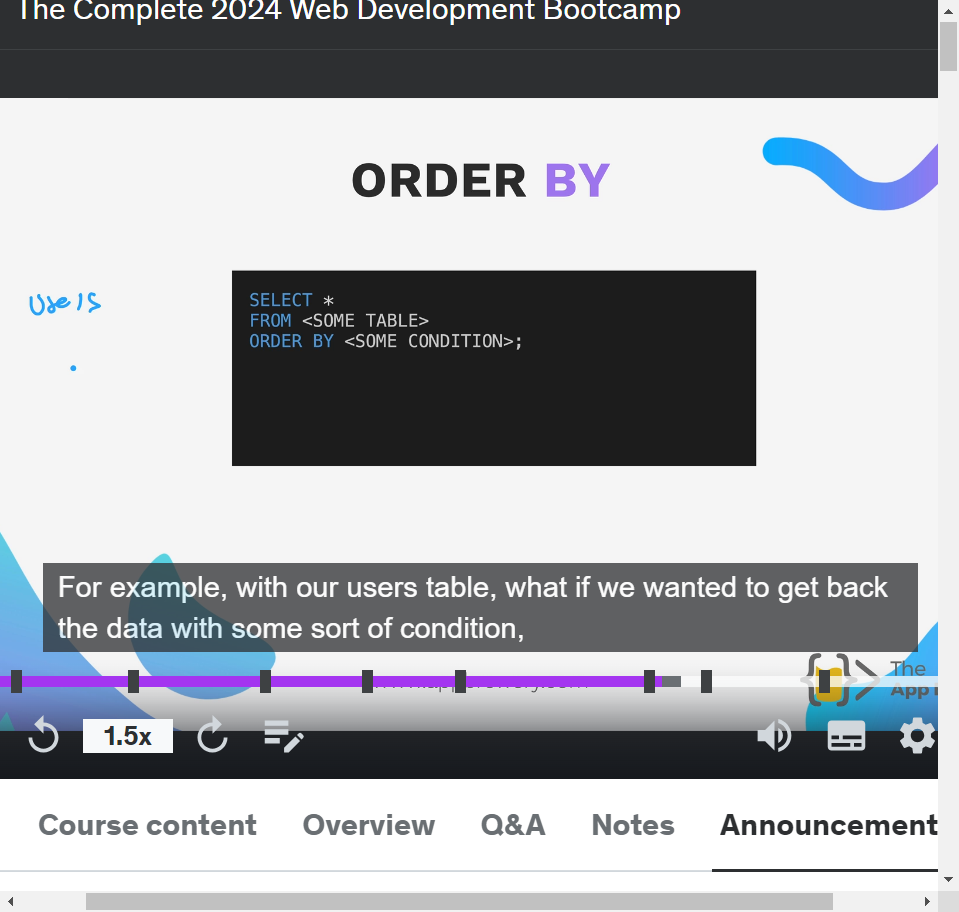 The Complete 2024 Web Development Bootcamp
ORDER BY
users
SELECT *
FROM <SOME TABLE>
ORDER BY <SOME CONDITION>;
For example, with our users table, what if we wanted to get back
the data with some sort of condition,
The
App
1.5x
Course content Overview Q&A Notes Announcement